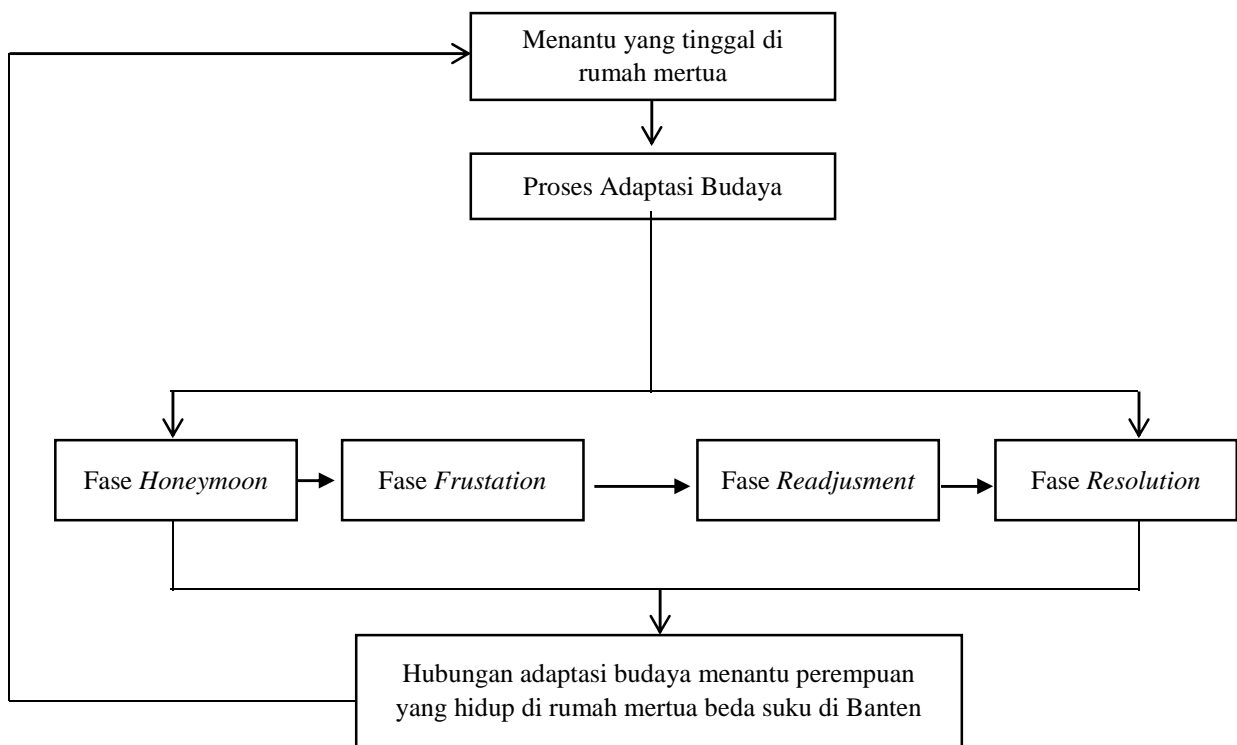 Menantu yang tinggal di
rumah mertua
Proses Adaptasi Budaya
Fase Honeymoon
Fase Frustation
Fase Readjusment
Fase Resolution
Hubungan adaptasi budaya menantu perempuan
yang hidup di rumah mertua beda suku di Banten